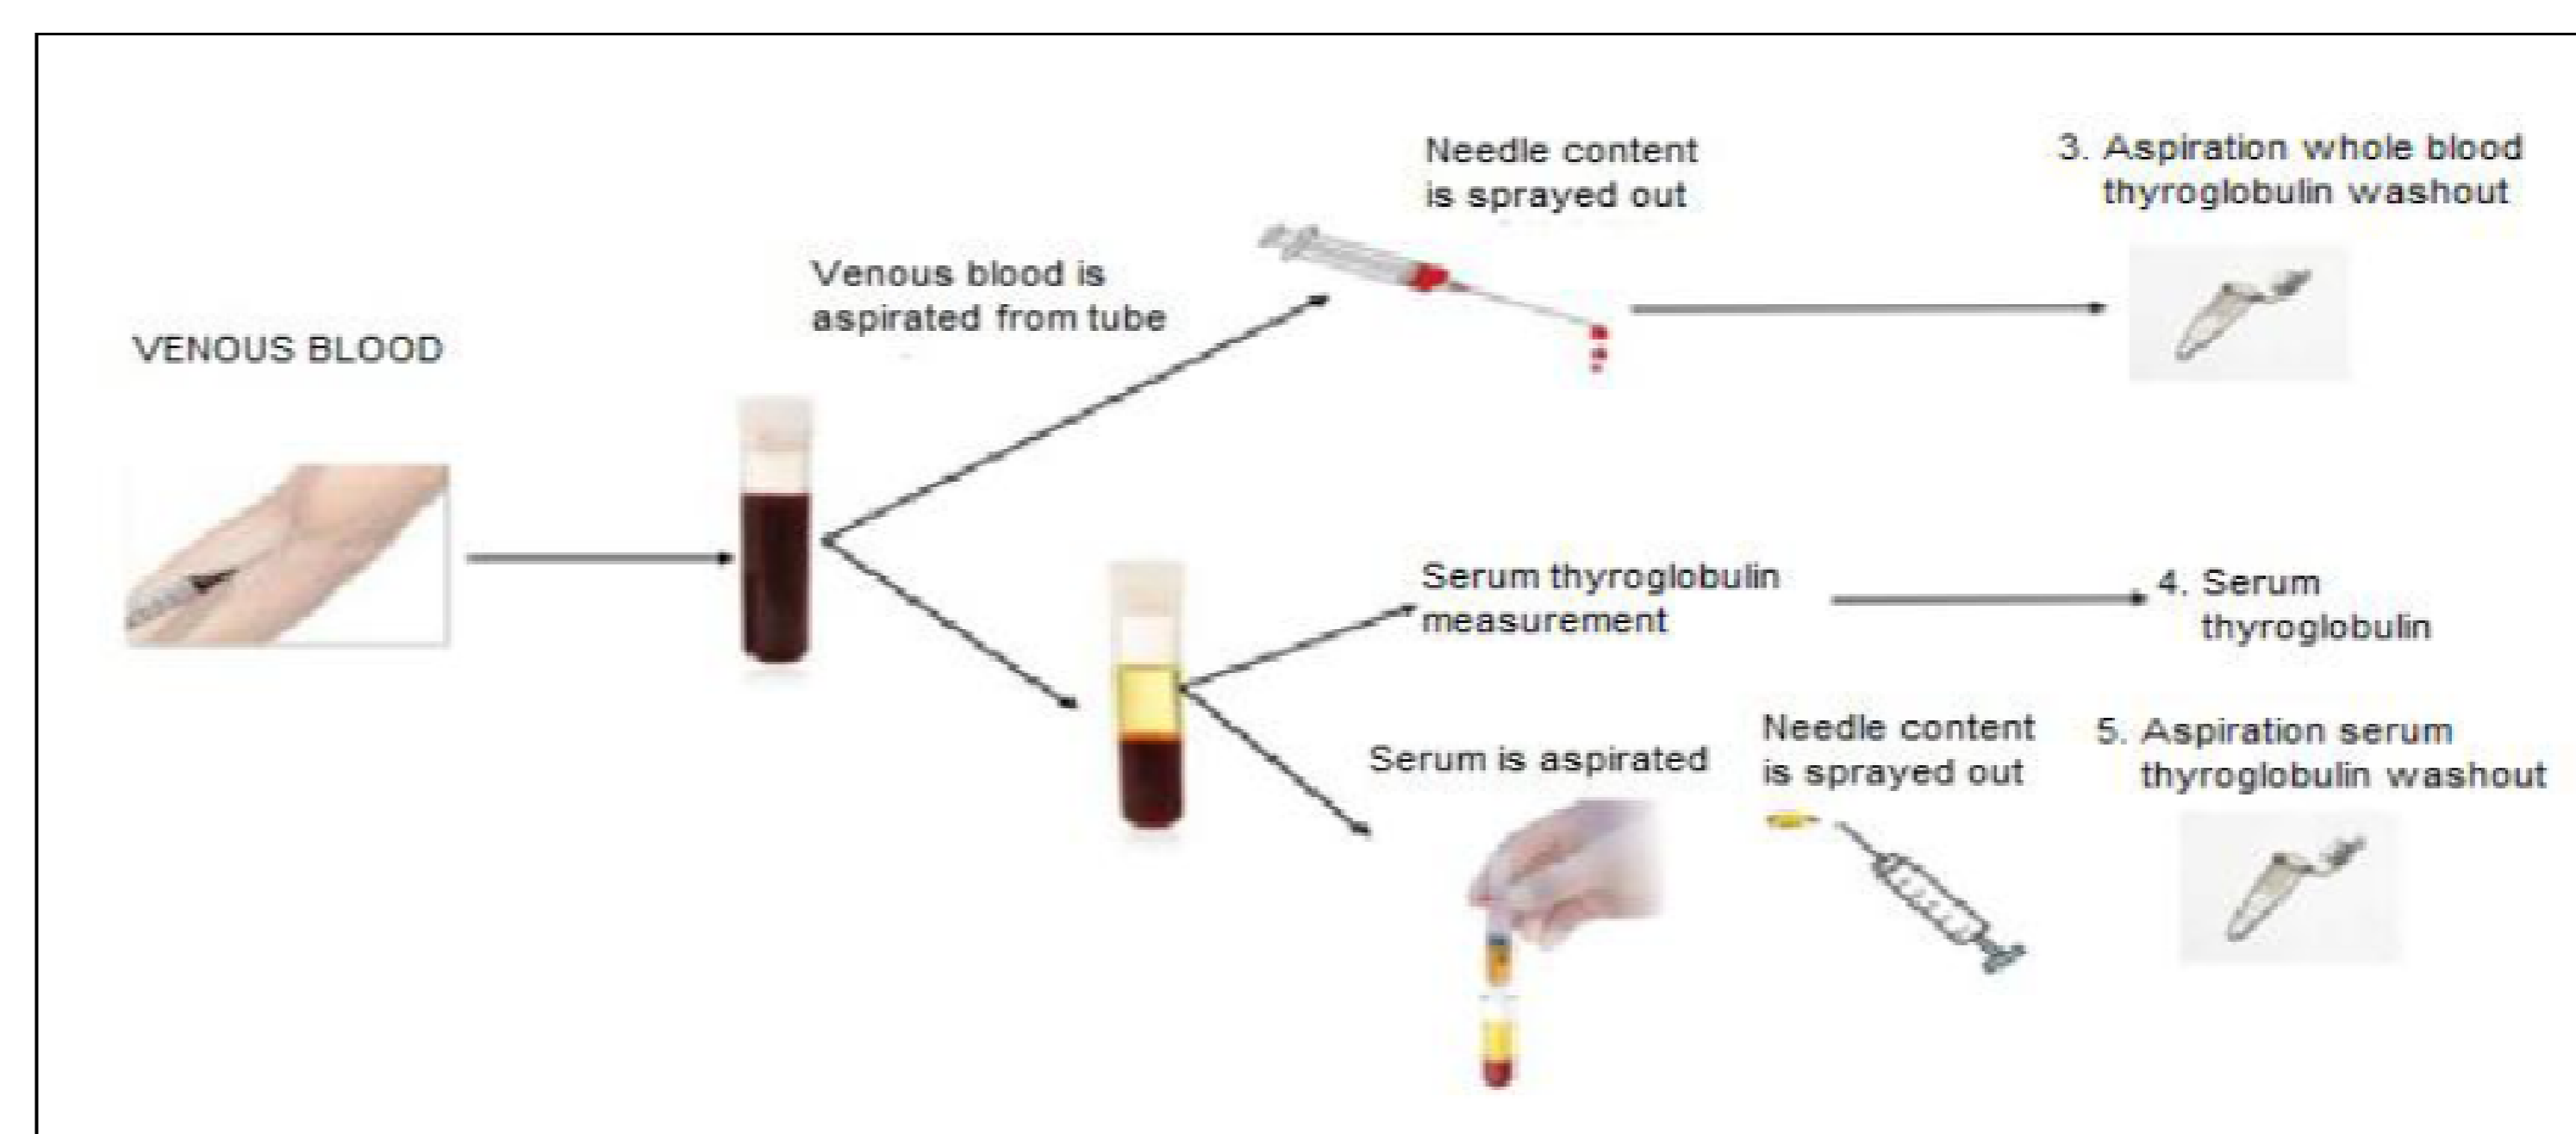 VENOUS BLOOD
Venous blood is
aspirated from tube
Needle content
is sprayed out
3. Aspiration whole blood
thyroglobulin washout
Serum thyroglobulin
measurement
4. Serum
thyroglobulin
Serum is aspirated
Needle content
is sprayed out
5. Aspiration serum
thyroglobulin washout